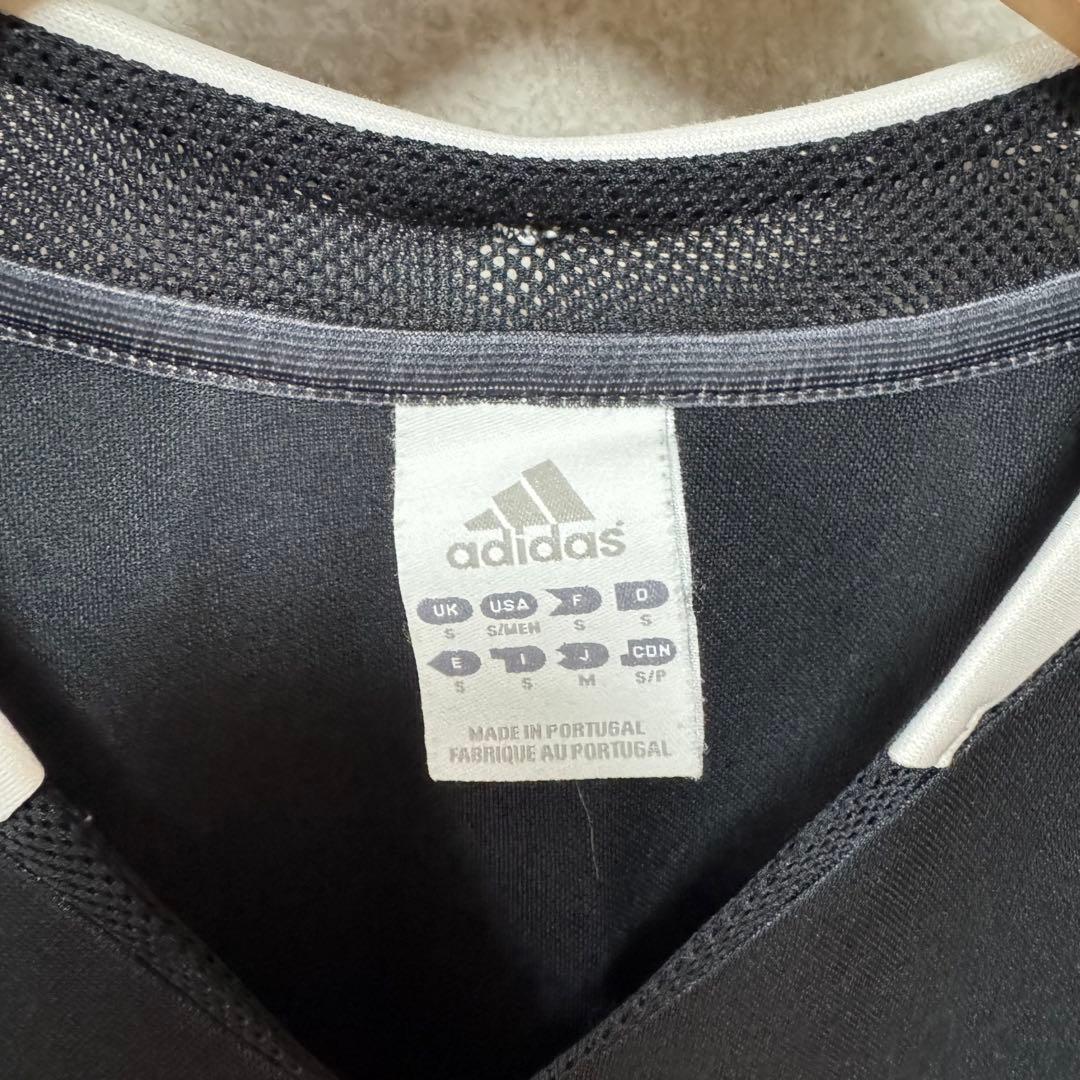 adidas
UK USA F D
S S/MEN S S
E I J CDN
S S M S/P
MADE IN PORTUGAL
FABRIQUE AU PORTUGAL